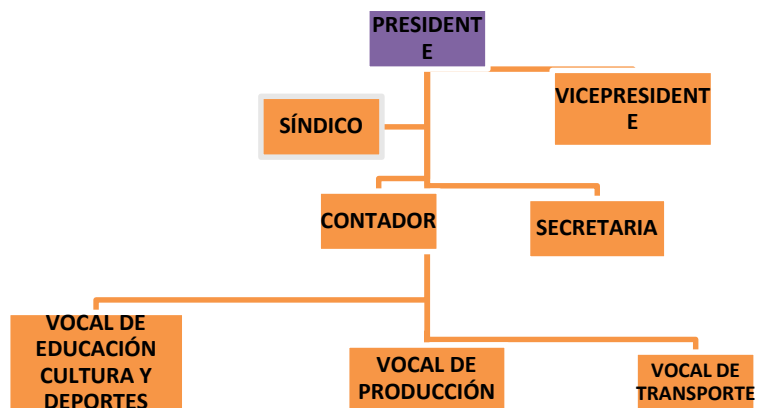 PRESIDENT
E
VICEPRESIDENT
E
SÍNDICO
CONTADOR
SECRETARIA
VOCAL DE
EDUCACIÓN
CULTURA Y
DEPORTES
VOCAL DE
PRODUCCIÓN
VOCAL DE
TRANSPORTE